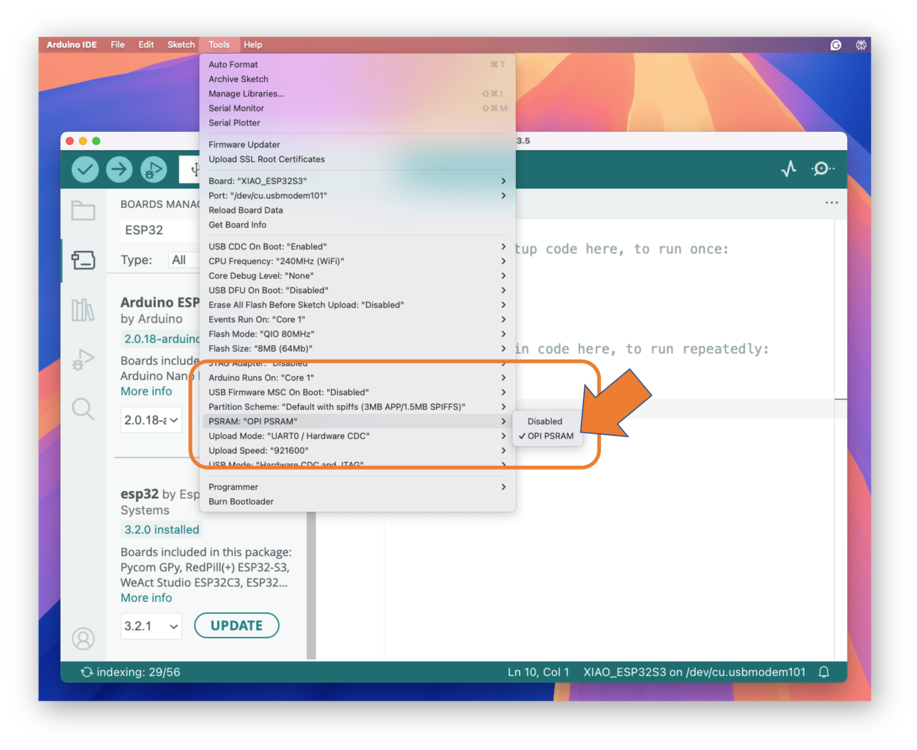 Arduino IDE File Edit Sketch Tools Help
Auto Format ⌘ T
Archive Sketch
Manage Libraries... ⇧ ⌘ I
Serial Monitor ⇧ ⌘ M
Serial Plotter
3.5
Firmware Updater
Upload SSL Root Certificates
Board: "XIAO_ESP32S3"
Port: "/dev/cu.usbmodem101"
Reload Board Data
Get Board Info
USB CDC On Boot: "Enabled"
CPU Frequency: "240MHz (WiFi)"
Core Debug Level: "None"
USB DFU On Boot: "Disabled"
Erase All Flash Before Sketch Upload: "Disabled"
Events Run On: "Core 1"
Flash Mode: "QIO 80MHz"
Flash Size: "8MB (64Mb)"
JTAG Adapter: "Disabled"
Arduino Runs On: "Core 1"
USB Firmware MSC On Boot: "Disabled"
Partition Scheme: "Default with spiffs (3MB APP/1.5MB SPIFFS)"
PSRAM: "OPI PSRAM"
Upload Mode: "UART0 / Hardware CDC"
Upload Speed: "921600"
USB Mode: "Hardware CDC and JTAG"
Programmer
Burn Bootloader
Disabled
✓ OPI PSRAM
BOARDS MANA
ESP32
Type: All
Arduino ESP
by Arduino
2.0.18-arduino
Boards include
Arduino Nano
More info
2.0.18-a
esp32 by Esp
Systems
3.2.0 installed
Boards included in this package:
Pycom GPy, RedPill(+) ESP32-S3,
WeAct Studio ESP32C3, ESP32...
More info
3.2.1 UPDATE
tup code here, to run once:
in code here, to run repeatedly:
indexing: 29/56 Ln 10, Col 1 XIAO_ESP32S3 on /dev/cu.usbmodem101